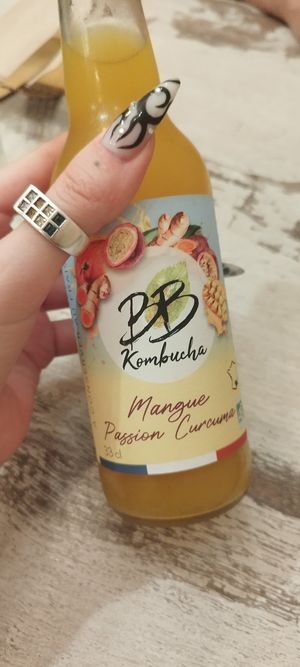 BB
Kombucha
Mangue
Passion Curcuma
33cl